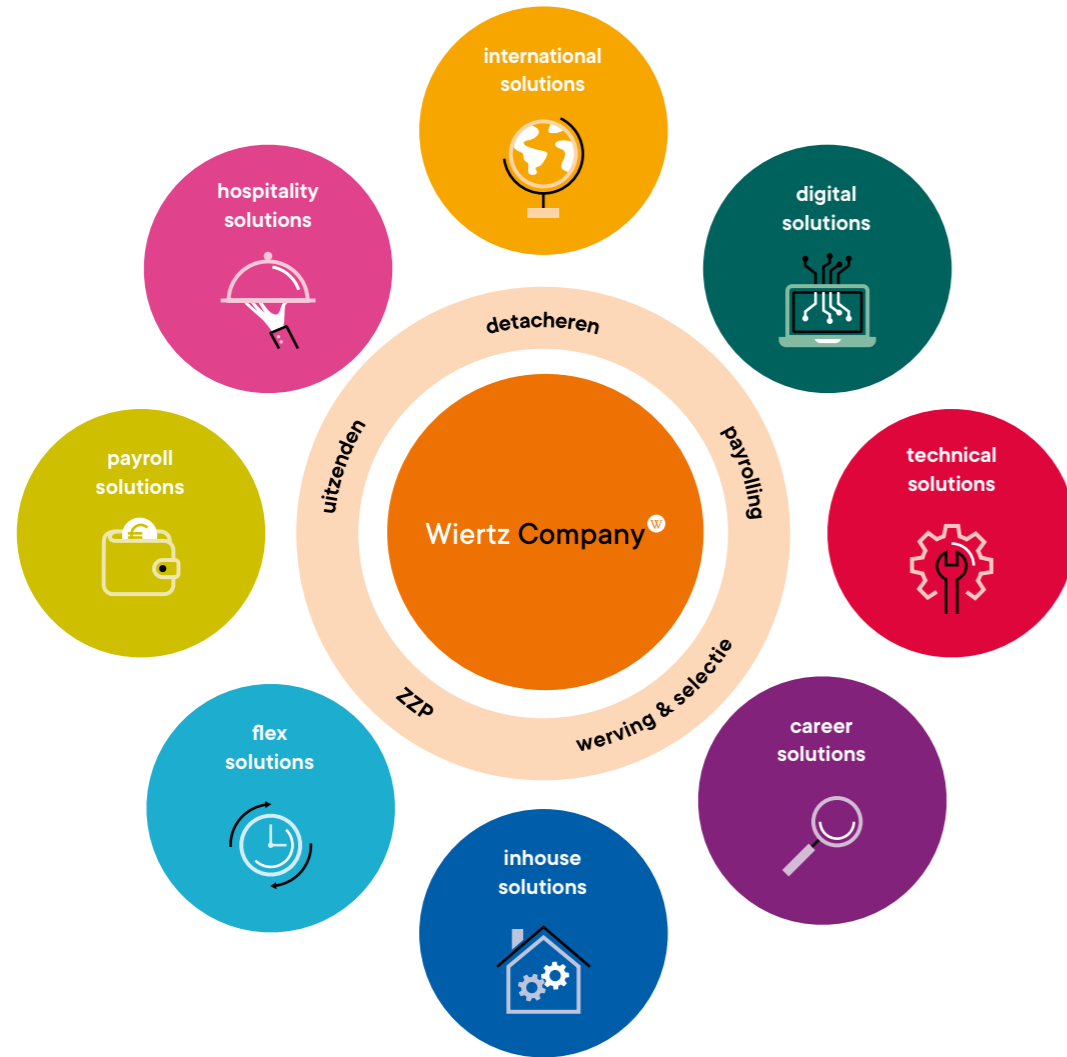 international
solutions
hospitality
solutions
digital
solutions
detacheren
uitzenden
payrolling
payroll
solutions
€
technical
solutions
Wiertz Company
W
ZZP
werving & selectie
flex
solutions
career
solutions
inhouse
solutions